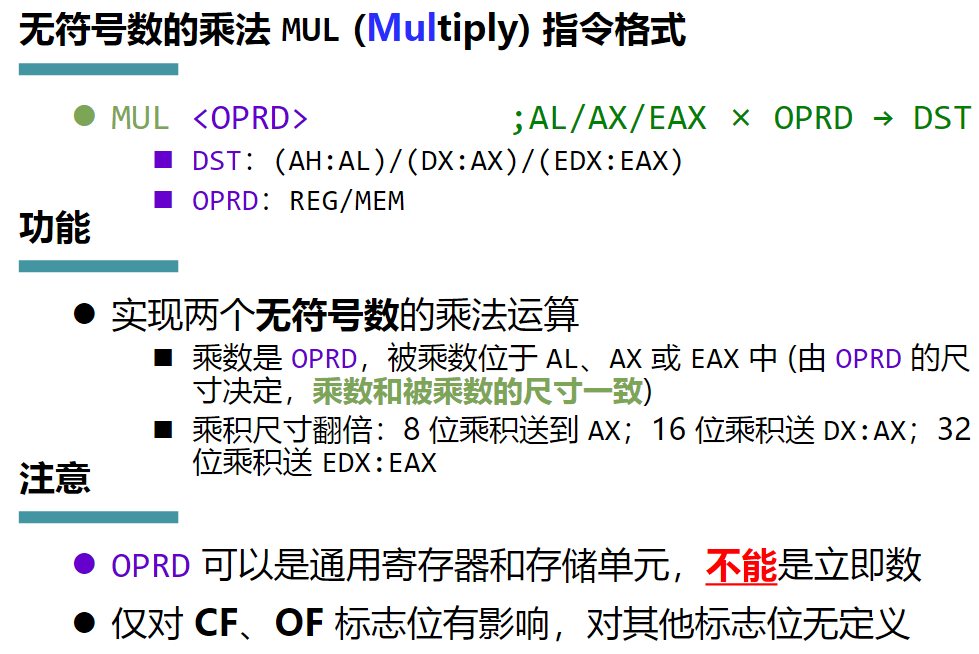 无符号数的乘法 MUL (Multiply) 指令格式
MUL <OPRD> ;AL/AX/EAX × OPRD → DST
DST: (AH:AL)/(DX:AX)/(EDX:EAX)
OPRD: REG/MEM
功能
实现两个无符号数的乘法运算
乘数是 OPRD，被乘数位于 AL、AX 或 EAX 中 (由 OPRD 的尺
寸决定，乘数和被乘数的尺寸一致)
乘积尺寸翻倍：8 位乘积送到 AX；16 位乘积送 DX:AX；32
位乘积送 EDX:EAX
注意
OPRD 可以是通用寄存器和存储单元，不能是立即数
仅对 CF、OF 标志位有影响，对其他标志位无定义